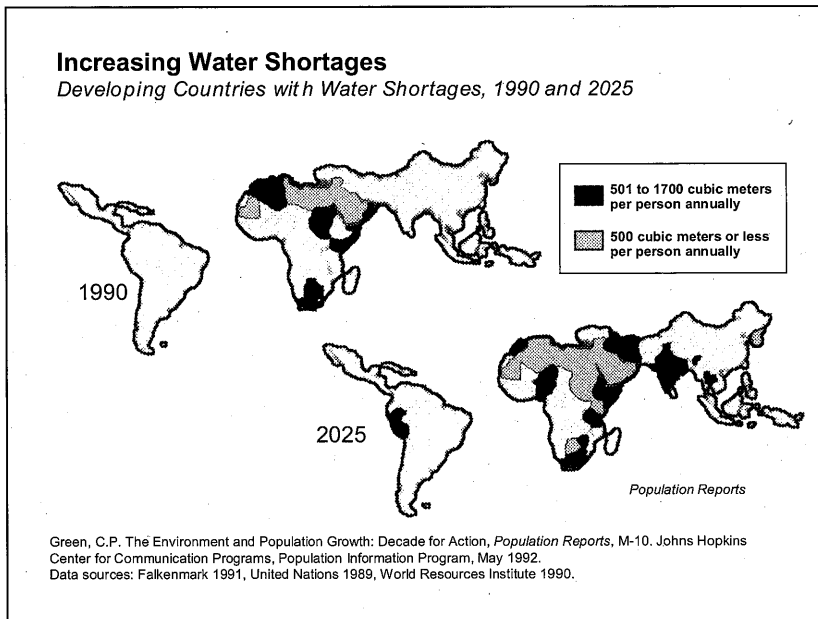 Increasing Water Shortages
Developing Countries with Water Shortages, 1990 and 2025
501 to 1700 cubic meters
per person annually
500 cubic meters or less
per person annually
1990
2025
Population Reports
Green, C.P. The Environment and Population Growth: Decade for Action, Population Reports, M-10. Johns Hopkins
Center for Communication Programs, Population Information Program, May 1992.
Data sources: Falkenmark 1991, United Nations 1989, World Resources Institute 1990.